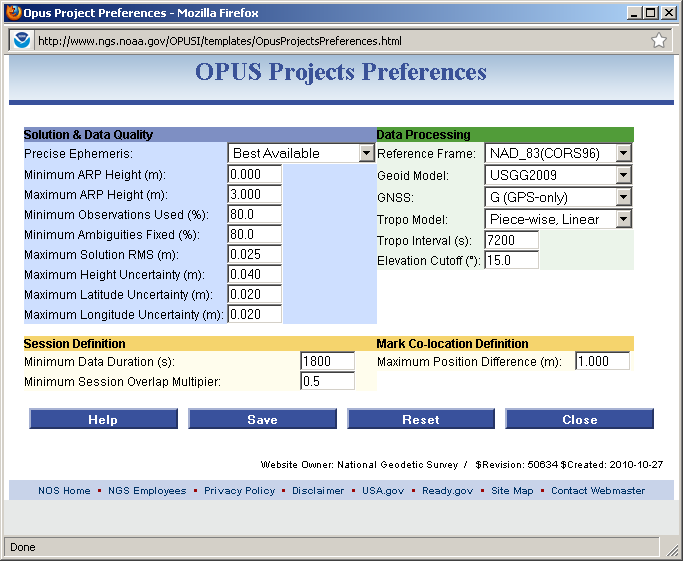 Opus Project Preferences - Mozilla Firefox
http://www.ngs.noaa.gov/OPUSI/templates/OpusProjectsPreferences.html
OPUS Projects Preferences
Solution & Data Quality
Precise Ephemeris: Best Available
Minimum ARP Height (m): 0.000
Maximum ARP Height (m): 3.000
Minimum Observations Used (%): 80.0
Minimum Ambiguities Fixed (%): 80.0
Maximum Solution RMS (m): 0.025
Maximum Height Uncertainty (m): 0.040
Maximum Latitude Uncertainty (m): 0.020
Maximum Longitude Uncertainty (m): 0.020
Data Processing
Reference Frame: NAD_83(CORS96)
Geoid Model: USGG2009
GNSS: G (GPS-only)
Tropo Model: Piece-wise, Linear
Tropo Interval (s): 7200
Elevation Cutoff (°): 15.0
Session Definition
Minimum Data Duration (s): 1800
Minimum Session Overlap Multipier: 0.5
Mark Co-location Definition
Maximum Position Difference (m): 1.000
Help Save Reset Close
Website Owner: National Geodetic Survey / $Revision: 50634 $Created: 2010-10-27
NOS Home • NGS Employees • Privacy Policy • Disclaimer • USA.gov • Ready.gov • Site Map • Contact Webmaster
Done